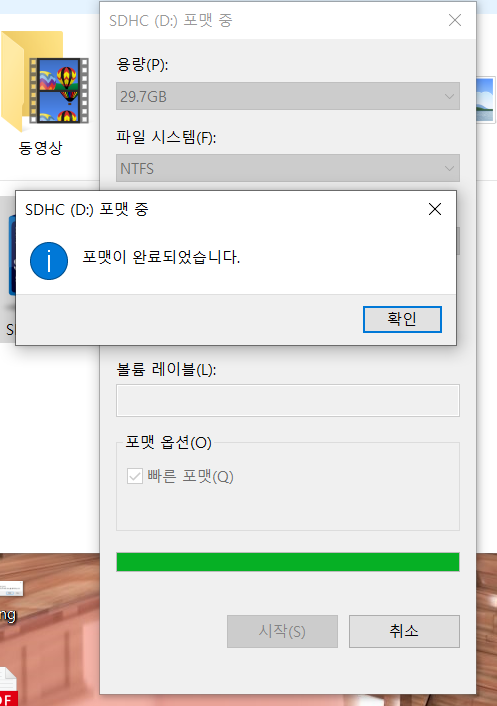 SDHC (D:) 포맷 중
용량(P):
29.7GB
파일 시스템(F):
NTFS
동영상
SDHC (D:) 포맷 중
포맷이 완료되었습니다.
확인
볼륨 레이블(L):
포맷 옵션(O)
빠른 포맷(Q)
시작(S)
취소